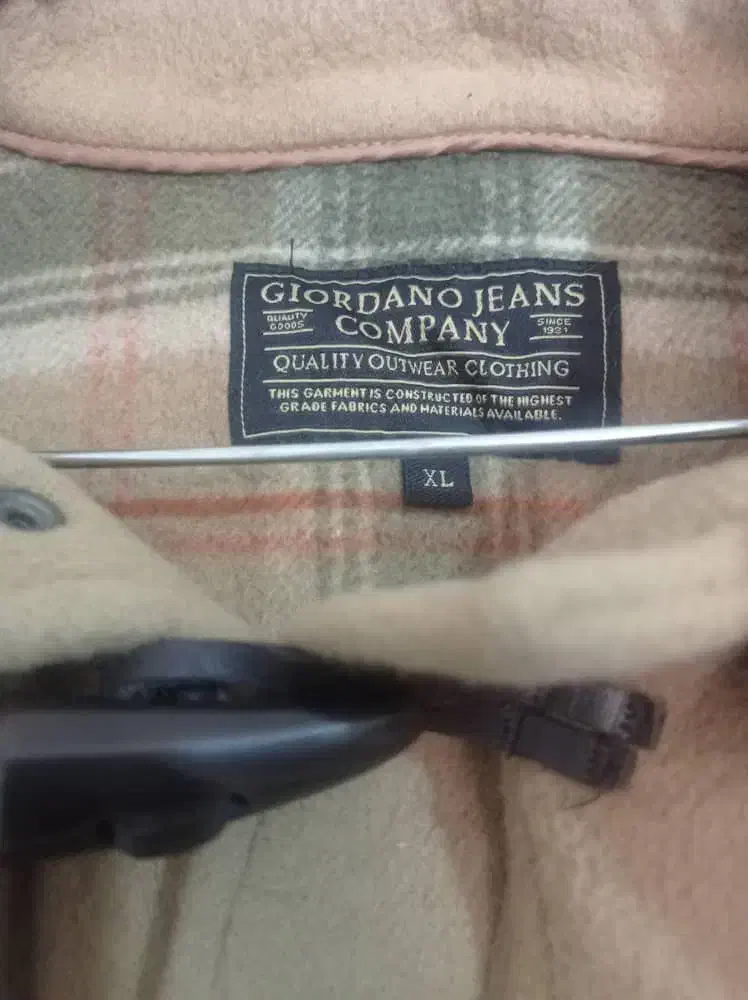 GIORDANO JEANS
QUALITY
GOODS
COMPANY
SINCE
1981
QUALITY OUTWEAR CLOTHING
THIS GARMENT IS CONSTRUCTED OF THE HIGHEST
GRADE FABRICS AND MATERIALS AVAILABLE.
XL